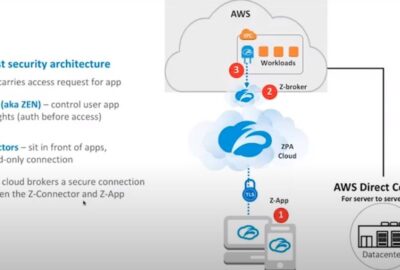 st security architecture
carries access request for app
(aka ZEN) – control user app
ghts (auth before access)
ctors – sit in front of apps,
d-only connection
cloud brokers a secure connection
en the Z-Connector and Z-App
AWS
VPC
Workloads
3
2
Z-broker
ZPA
Cloud
TLS
Z-App
1
AWS Direct Co
For server to serve
Datacente